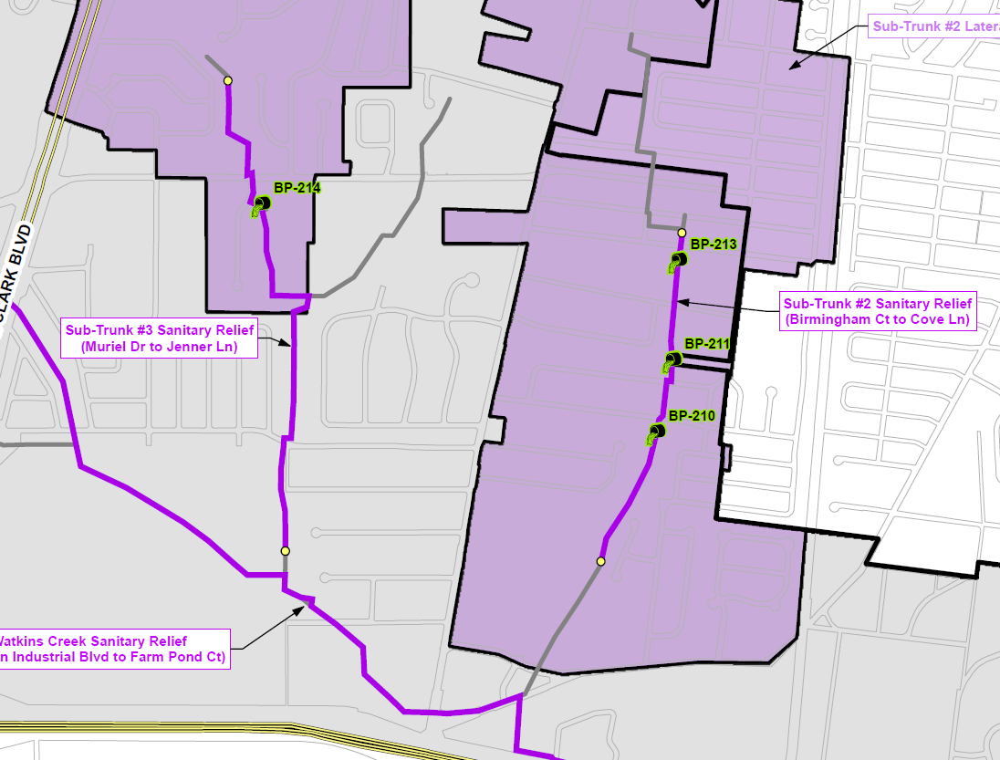 Sub-Trunk #2 Latera
BP-214
BP-213
CLARK BLVD
Sub-Trunk #2 Sanitary Relief
(Birmingham Ct to Cove Ln)
Sub-Trunk #3 Sanitary Relief
(Muriel Dr to Jenner Ln)
BP-211
BP-210
Watkins Creek Sanitary Relief
n Industrial Blvd to Farm Pond Ct)